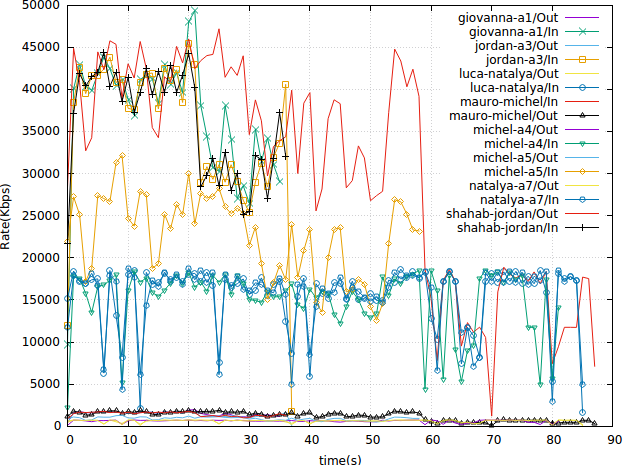 50000
45000
40000
35000
30000
25000
20000
15000
10000
5000
0
Rate(Kbps)
0 10 20 30 40 50 60 70 80 90
time(s)
giovanna-a1/Out
giovanna-a1/In
jordan-a3/Out
jordan-a3/In
luca-natalya/Out
luca-natalya/In
mauro-michel/In
mauro-michel/Out
michel-a4/Out
michel-a4/In
michel-a5/Out
michel-a5/In
natalya-a7/Out
natalya-a7/In
shahab-jordan/Out
shahab-jordan/In